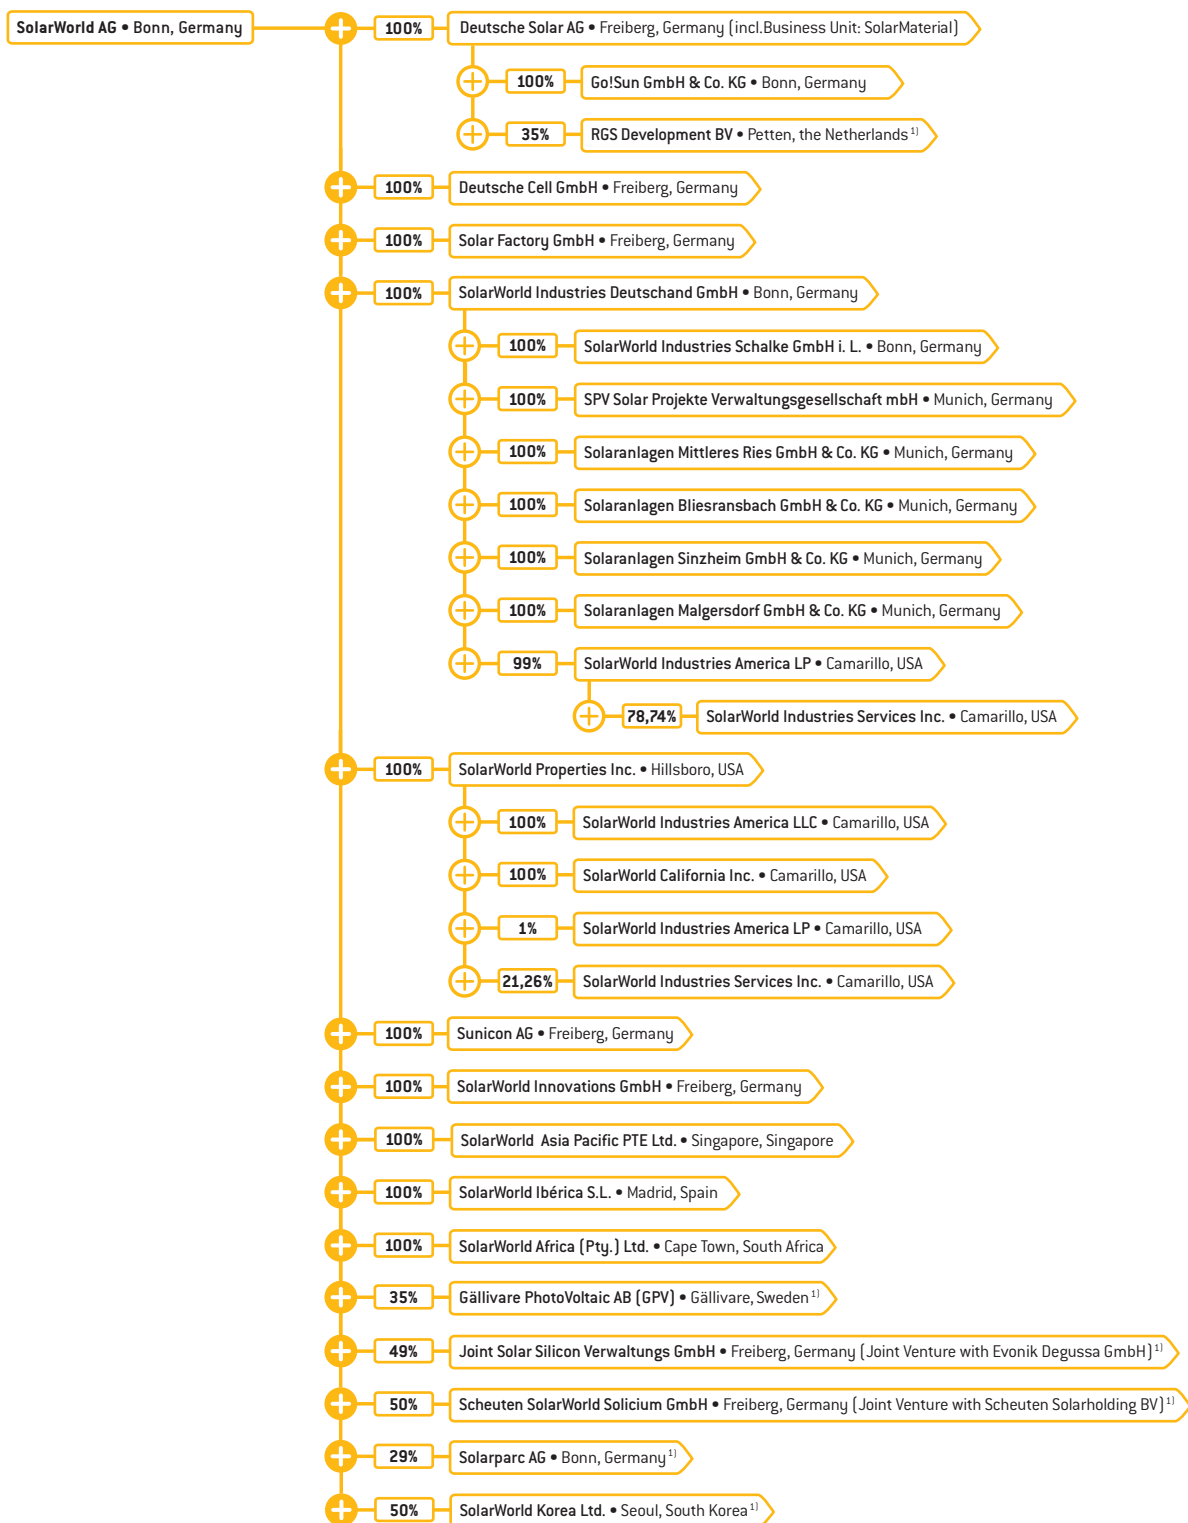 SolarWorld AG • Bonn, Germany 100% Deutsche Solar AG • Freiberg, Germany (incl.Business Unit: SolarMaterial)
100% Go!Sun GmbH & Co. KG • Bonn, Germany
35% RGS Development BV • Petten, the Netherlands 1)
100% Deutsche Cell GmbH • Freiberg, Germany
100% Solar Factory GmbH • Freiberg, Germany
100% SolarWorld Industries Deutschand GmbH • Bonn, Germany
100% SolarWorld Industries Schalke GmbH i. L. • Bonn, Germany
100% SPV Solar Projekte Verwaltungsgesellschaft mbH • Munich, Germany
100% Solaranlagen Mittleres Ries GmbH & Co. KG • Munich, Germany
100% Solaranlagen Bliesransbach GmbH & Co. KG • Munich, Germany
100% Solaranlagen Sinzheim GmbH & Co. KG • Munich, Germany
100% Solaranlagen Malgersdorf GmbH & Co. KG • Munich, Germany
99% SolarWorld Industries America LP • Camarillo, USA
78,74% SolarWorld Industries Services Inc. • Camarillo, USA
100% SolarWorld Properties Inc. • Hillsboro, USA
100% SolarWorld Industries America LLC • Camarillo, USA
100% SolarWorld California Inc. • Camarillo, USA
1% SolarWorld Industries America LP • Camarillo, USA
21,26% SolarWorld Industries Services Inc. • Camarillo, USA
100% Sunicon AG • Freiberg, Germany
100% SolarWorld Innovations GmbH • Freiberg, Germany
100% SolarWorld Asia Pacific PTE Ltd. • Singapore, Singapore
100% SolarWorld Ibérica S.L. • Madrid, Spain
100% SolarWorld Africa (Pty.) Ltd. • Cape Town, South Africa
35% Gällivare PhotoVoltaic AB (GPV) • Gällivare, Sweden 1)
49% Joint Solar Silicon Verwaltungs GmbH • Freiberg, Germany (Joint Venture with Evonik Degussa GmbH) 1)
50% Scheuten SolarWorld Solicium GmbH • Freiberg, Germany (Joint Venture with Scheuten Solarholding BV) 1)
29% Solarparc AG • Bonn, Germany 1)
50% SolarWorld Korea Ltd. • Seoul, South Korea 1)